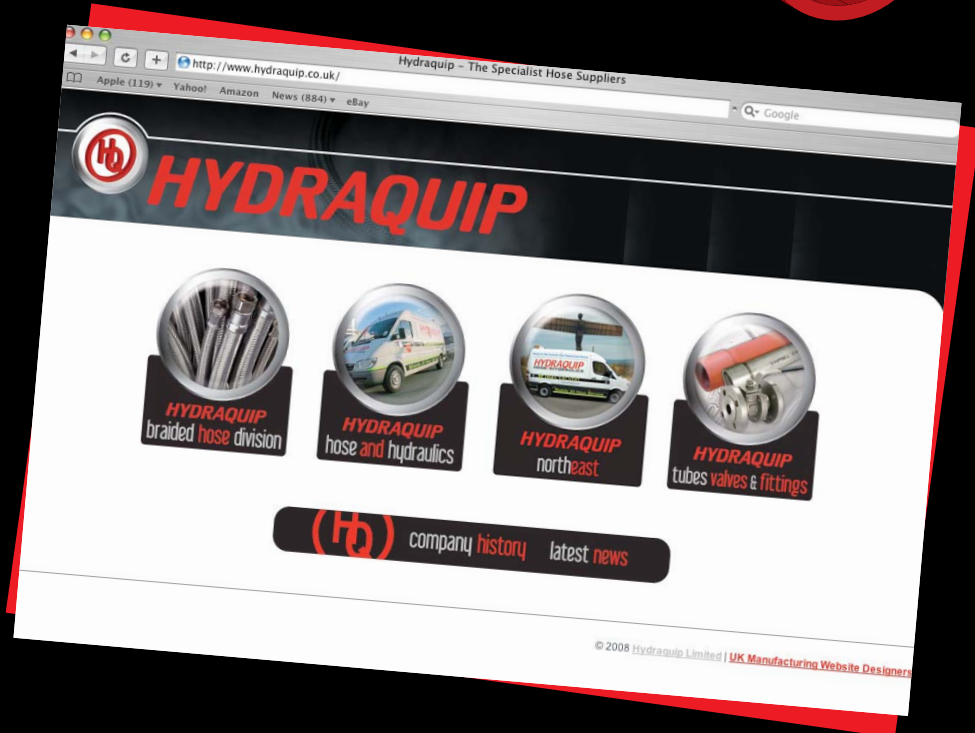 Hydraquip – The Specialist Hose Suppliers
http://www.hydraquip.co.uk/
Google
Apple (119) Yahoo! Amazon News (884) eBay
HQ
HYDRAQUIP
HYDRAQUIP
braided hose division
HYDRAQUIP
hose and hydraulics
HYDRAQUIP
HYDRAQUIP
northeast
HYDRAQUIP
tubes valves & fittings
HQ
company history latest news
© 2008 Hydraquip Limited | UK Manufacturing Website Designers